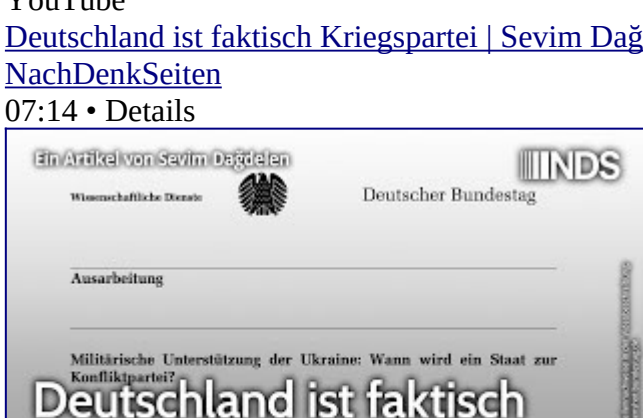 YouTube
Deutschland ist faktisch Kriegspartei | Sevim Dağ
NachDenkSeiten
07:14 • Details
Ein Artikel von Sevim Dağdelen
NDS
Wissenschaftliche Dienste
Deutscher Bundestag
Ausarbeitung
Militärische Unterstützung der Ukraine: Wann wird ein Staat zur
Konfliktpartei?
Deutschland ist faktisch